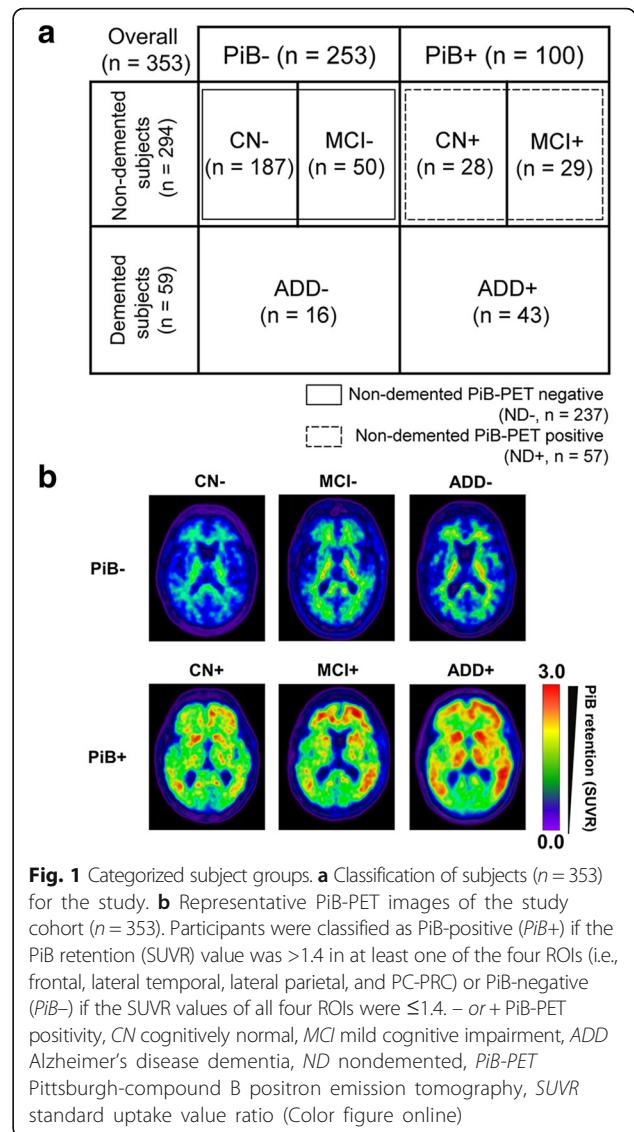 a
Overall
(n = 353)
PiB- (n = 253)
PiB+ (n = 100)
Non-demented
subjects
(n = 294)
CN-
(n = 187)
MCI-
(n = 50)
CN+
(n = 28)
MCI+
(n = 29)
Demented
subjects
(n = 59)
ADD-
(n = 16)
ADD+
(n = 43)
Non-demented PiB-PET negative
(ND-, n = 237)
Non-demented PiB-PET positive
(ND+, n = 57)
b
CN-
MCI-
ADD-
PiB-
CN+
MCI+
ADD+
PiB+
3.0
0.0
PiB retention (SUVR)
Fig. 1 Categorized subject groups. a Classification of subjects (n = 353)
for the study. b Representative PiB-PET images of the study
cohort (n = 353). Participants were classified as PiB-positive (PiB+) if the
PiB retention (SUVR) value was >1.4 in at least one of the four ROIs (i.e.,
frontal, lateral temporal, lateral parietal, and PC-PRC) or PiB-negative
(PiB–) if the SUVR values of all four ROIs were ≤1.4. – or + PiB-PET
positivity, CN cognitively normal, MCI mild cognitive impairment, ADD
Alzheimer's disease dementia, ND nondemented, PiB-PET
Pittsburgh-compound B positron emission tomography, SUVR
standard uptake value ratio (Color figure online)